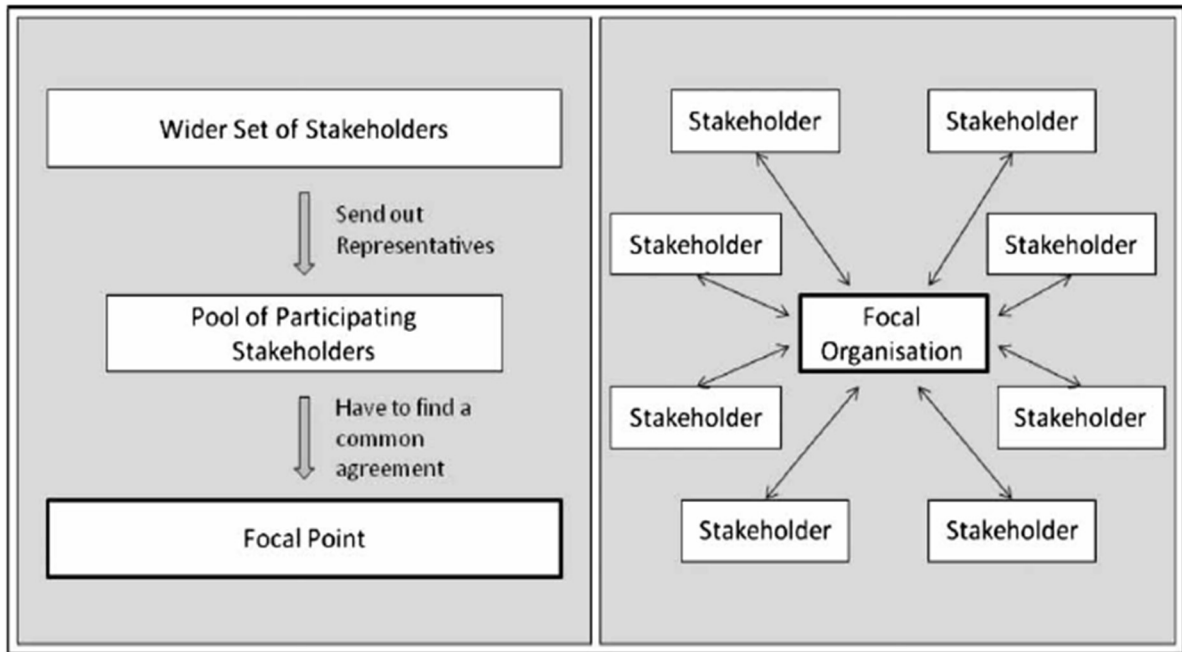 Wider Set of Stakeholders
Send out
Representatives
Pool of Participating
Stakeholders
Have to find a
common
agreement
Focal Point
Stakeholder
Stakeholder
Stakeholder
Stakeholder
Focal
Organisation
Stakeholder
Stakeholder
Stakeholder
Stakeholder